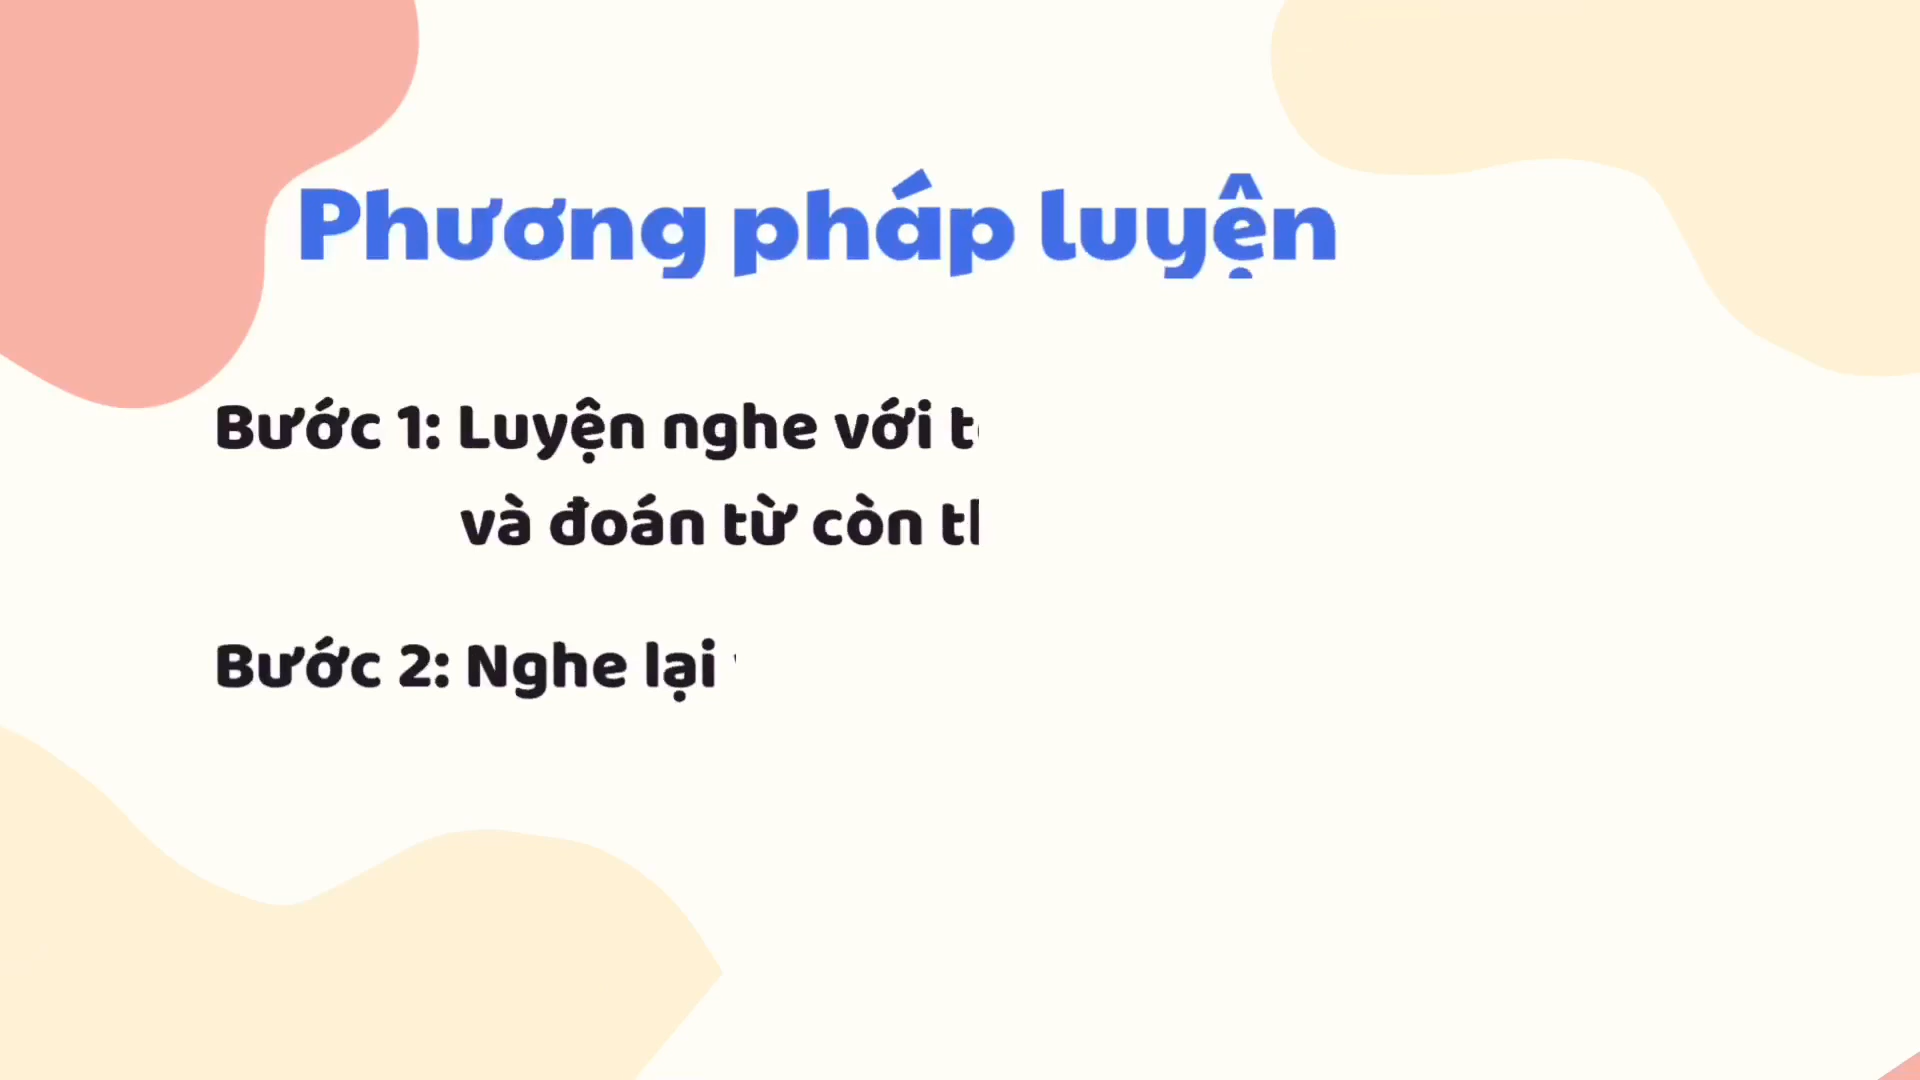 Phương pháp luyện
Bước 1: Luyện nghe với
và đoán từ còn
Bước 2: Nghe lại